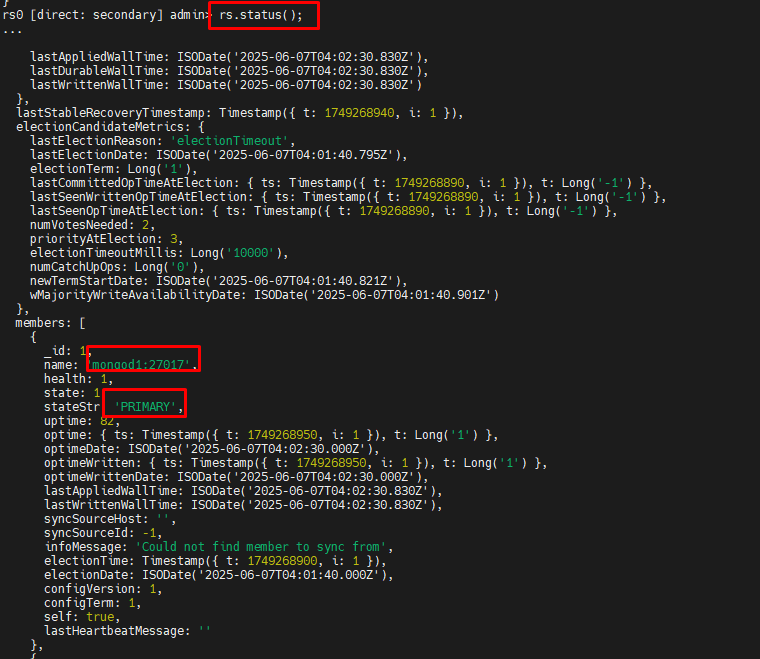 }
rs0 [direct: secondary] admin> rs.status();
...
lastAppliedWallTime: ISODate('2025-06-07T04:02:30.830Z'),
lastDurableWallTime: ISODate('2025-06-07T04:02:30.830Z'),
lastWrittenWallTime: ISODate('2025-06-07T04:02:30.830Z')
},
lastStableRecoveryTimestamp: Timestamp({ t: 1749268940, i: 1 }),
electionCandidateMetrics: {
lastElectionReason: 'electionTimeout',
lastElectionDate: ISODate('2025-06-07T04:01:40.795Z'),
electionTerm: Long('1'),
lastCommittedOpTimeAtElection: { ts: Timestamp({ t: 1749268890, i: 1 }), t: Long('-1') },
lastSeenWrittenOpTimeAtElection: { ts: Timestamp({ t: 1749268890, i: 1 }), t: Long('-1') },
lastSeenOpTimeAtElection: { ts: Timestamp({ t: 1749268890, i: 1 }), t: Long('-1') },
numVotesNeeded: 2,
priorityAtElection: 3,
electionTimeoutMillis: Long('10000'),
numCatchUpOps: Long('0'),
newTermStartDate: ISODate('2025-06-07T04:01:40.821Z'),
wMajorityWriteAvailabilityDate: ISODate('2025-06-07T04:01:40.901Z')
},
members: [
{
_id: 1,
name: 'mongod1:27017',
health: 1,
state: 1,
stateStr: 'PRIMARY',
uptime: 82,
optime: { ts: Timestamp({ t: 1749268950, i: 1 }), t: Long('1') },
optimeDate: ISODate('2025-06-07T04:02:30.000Z'),
optimeWritten: { ts: Timestamp({ t: 1749268950, i: 1 }), t: Long('1') },
optimeWrittenDate: ISODate('2025-06-07T04:02:30.000Z'),
lastAppliedWallTime: ISODate('2025-06-07T04:02:30.830Z'),
lastWrittenWallTime: ISODate('2025-06-07T04:02:30.830Z'),
syncSourceHost: '',
syncSourceId: -1,
infoMessage: 'Could not find member to sync from',
electionTime: Timestamp({ t: 1749268900, i: 1 }),
electionDate: ISODate('2025-06-07T04:01:40.000Z'),
configVersion: 1,
configTerm: 1,
self: true,
lastHeartbeatMessage: ''
},
{